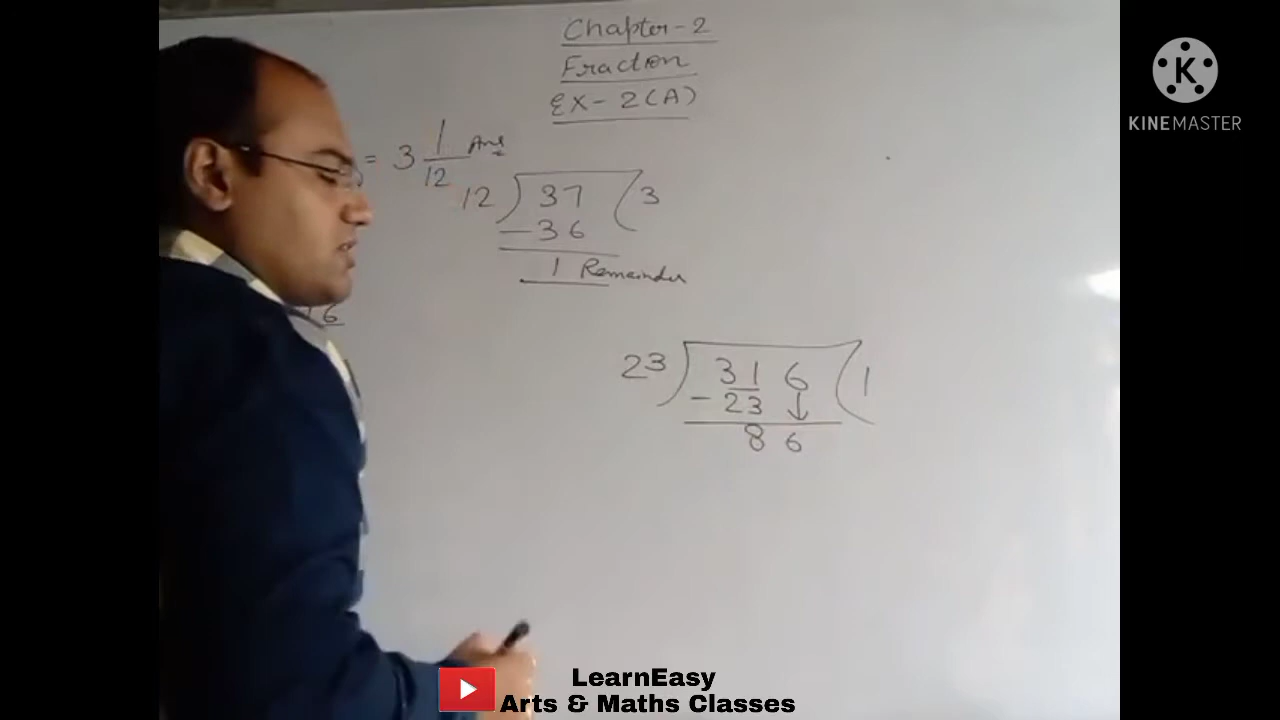 Chapter-2
Fraction
EX-2(A)
= 3 1/12 Ans
12) 37 (3
-36
1 Remainder
16
23) 316 (1
-23 ↓
86
K
KINEMASTER
LearnEasy
Arts & Maths Classes